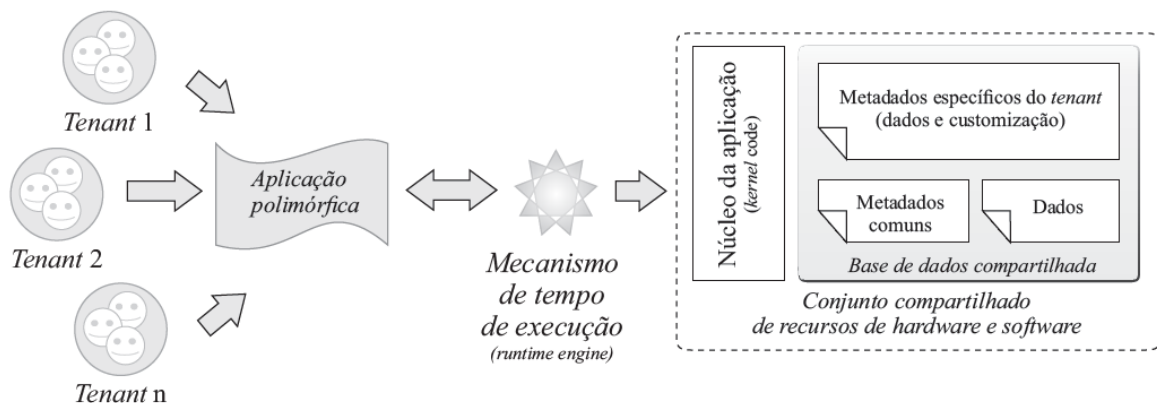 Tenant 1
Tenant 2
Tenant n
Aplicação
polimórfica
Mecanismo
de tempo
de execução
(runtime engine)
Núcleo da aplicação
(kernel code)
Metadados específicos do tenant
(dados e customização)
Metadados
comuns
Dados
Base de dados compartilhada
Conjunto compartilhado
de recursos de hardware e software